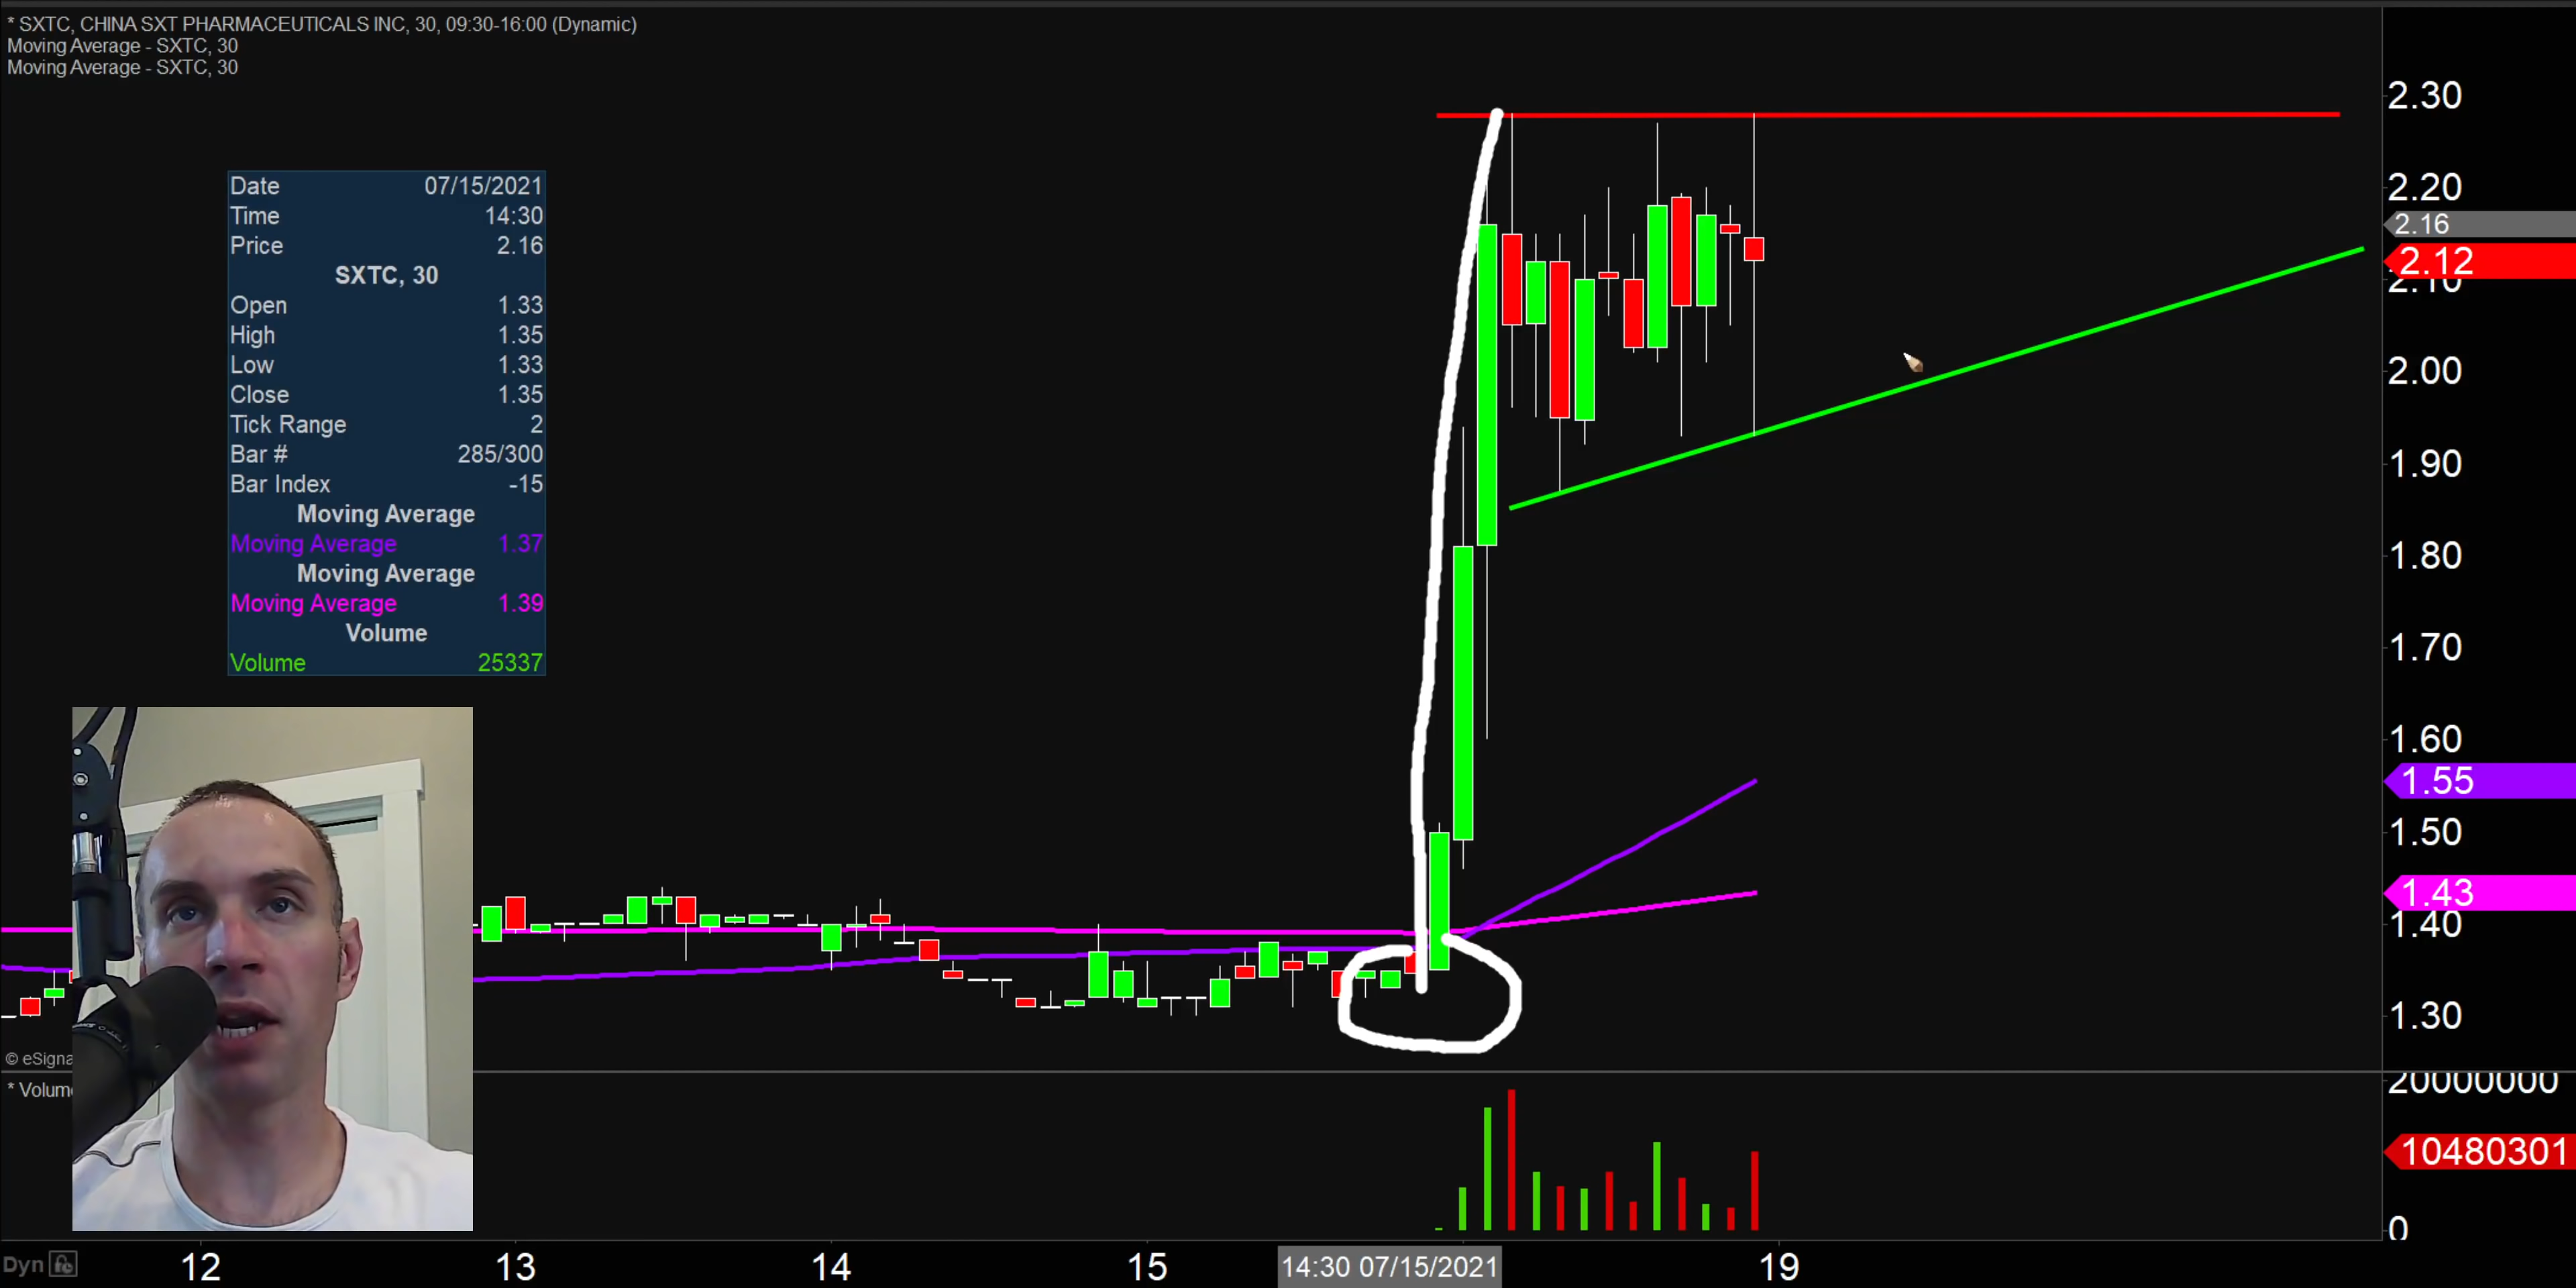 * SXTC, CHINA SXT PHARMACEUTICALS INC, 30, 09:30-16:00 (Dynamic)
Moving Average - SXTC, 30
Moving Average - SXTC, 30
Date 07/15/2021
Time 14:30
Price 2.16
SXTC, 30
Open 1.33
High 1.35
Low 1.33
Close 1.35
Tick Range 2
Bar # 285/300
Bar Index -15
Moving Average
Moving Average 1.37
Moving Average
Moving Average 1.39
Volume
Volume 25337
2.30
2.20
2.16
2.12
2.10
2.00
1.90
1.80
1.70
1.60
1.55
1.50
1.43
1.40
1.30
© eSigna
* Volum
20000000
10480301
0
Dyn
12 13 14 15 14:30 07/15/2021 19